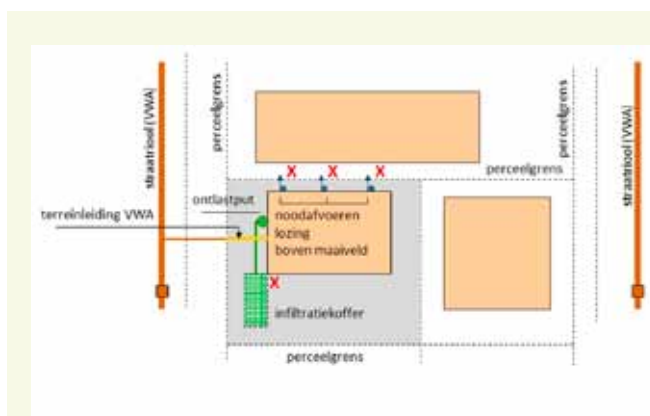 straatriool (VWA)
perceelgrens
perceelgrens
straatriool (VWA)
X
X
X
perceelgrens
ontlastput
terreinleiding VWA
noodafvoeren
lozing
boven maaiveld
X
infiltratiekoffer
perceelgrens